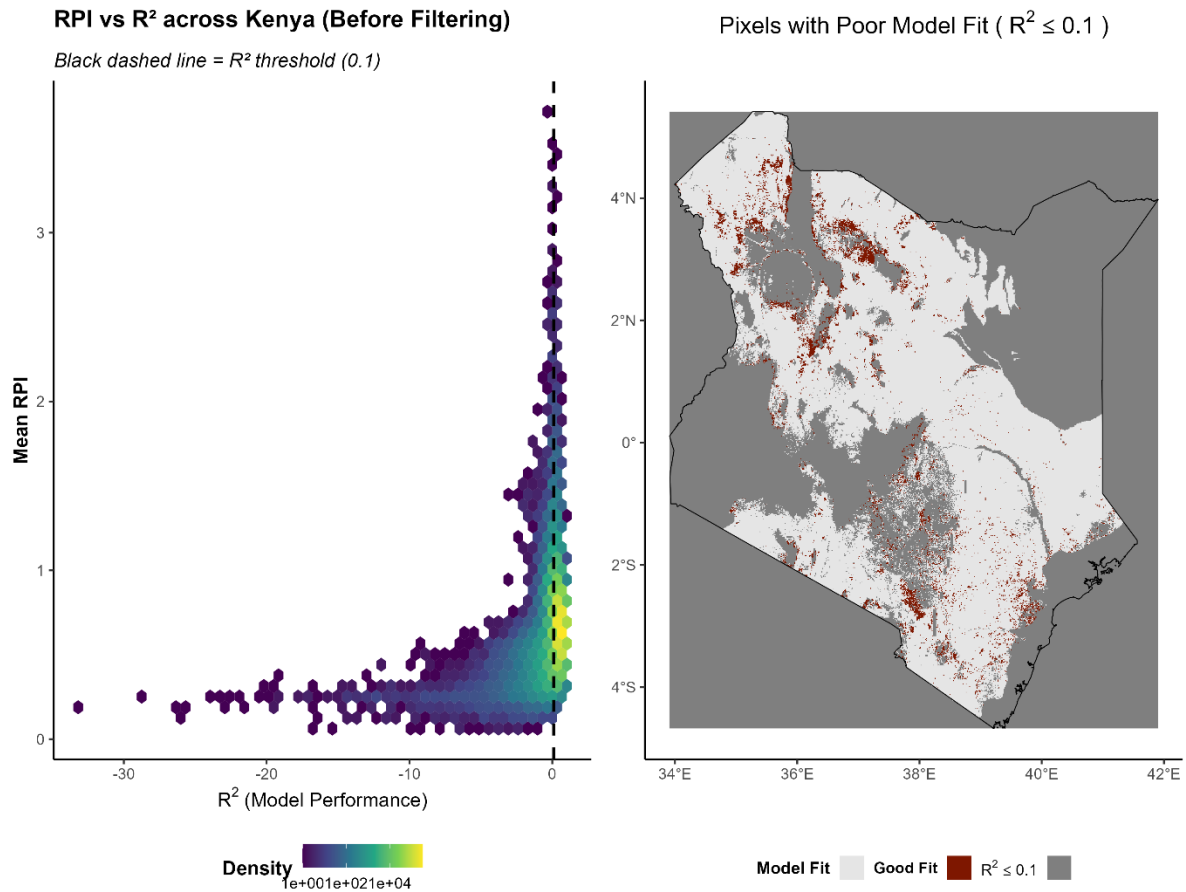 RPI vs R² across Kenya (Before Filtering)
Black dashed line = R² threshold (0.1)
Mean RPI
3
2
1
0
-30 -20 -10 0
R² (Model Performance)
Density
1e+001e+021e+04
Pixels with Poor Model Fit ( R² ≤ 0.1 )
4°N
2°N
0°
2°S
4°S
34°E 36°E 38°E 40°E 42°E
Model Fit Good Fit R² ≤ 0.1